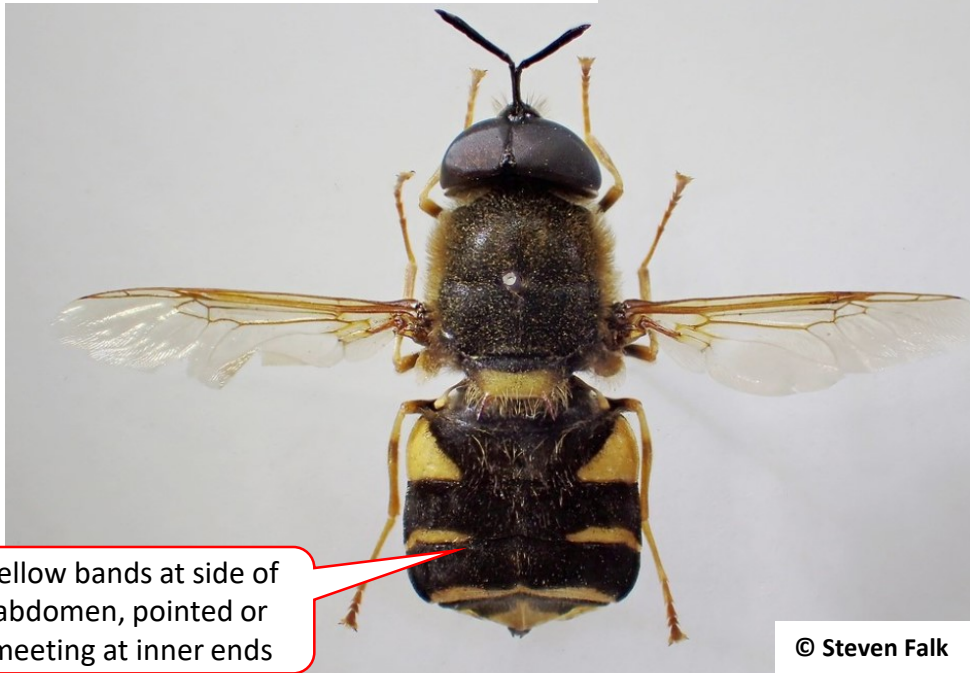 ellow bands at side of
abdomen, pointed or
meeting at inner ends
© Steven Falk